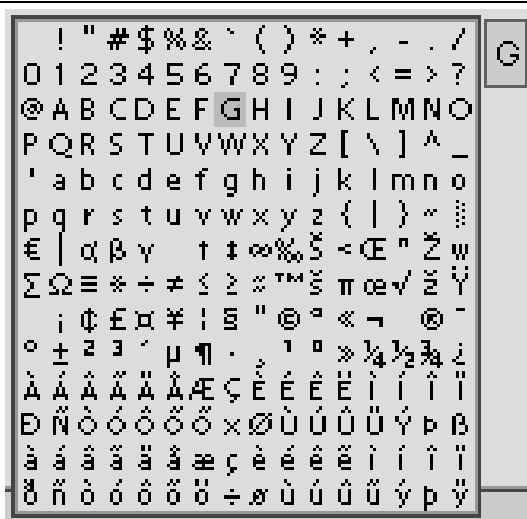 ! " # $ % & ` ( ) * + , - . /
0 1 2 3 4 5 6 7 8 9 : ; < = > ?
@ A B C D E F G H I J K L M N O
P Q R S T U V W X Y Z [ \ ] ^ _
' a b c d e f g h i j k l m n o
p q r s t u v w x y z { | } ~
€ | α β γ † ‡ ∞ ‰ Š < Œ " Ž w
Σ Ω ≡ ※ ÷ ≠ ≤ ≥ ≈ ™ š π œ √ ž Ÿ
¡ ₵ £ ¤ ¥ ¦ § " © ª « ¬ ® ¯
° ± ² ³ ´ µ ¶ · ¸ ¹ º » ¼ ½ ¾ ¿
À Á Â Ã Ä Å Æ Ç È É Ê Ë Ì Í Î Ï
Ð Ñ Ò Ó Ô Õ Ö × Ø Ù Ú Û Ü Ý Þ ß
à á â ã ä å æ ç è é ê ë ì í î ï
ð ñ ò ó ô õ ö ÷ ø ù ú û ü ý þ ÿ
G